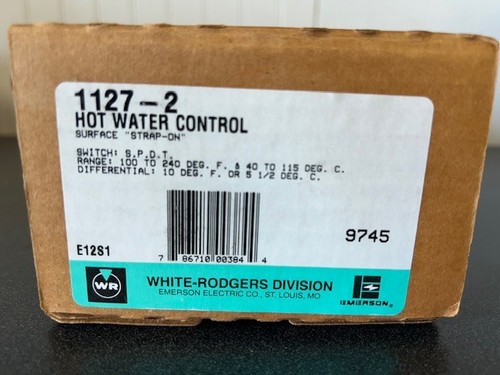 1127-2
HOT WATER CONTROL
SURFACE "STRAP-ON"
SWITCH: S.P.D.T.
RANGE: 100 TO 240 DEG. F. & 40 TO 115 DEG. C.
DIFFERENTIAL: 10 DEG. F. OR 5 1/2 DEG. C.
7 86710 00384 4
E12S1
9745
WR
WHITE-RODGERS DIVISION
EMERSON ELECTRIC CO., ST. LOUIS, MO
EMERSON®